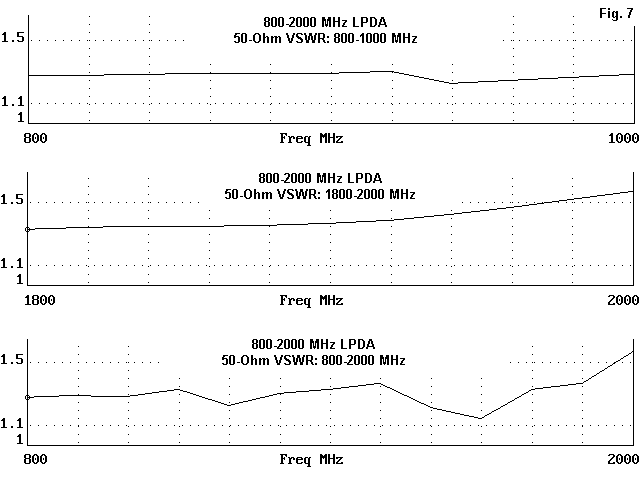 Fig. 7
800-2000 MHz LPDA
50-Ohm VSWR: 800-1000 MHz
1.5
1.1
1
800 Freq MHz 1000
800-2000 MHz LPDA
50-Ohm VSWR: 1800-2000 MHz
1.5
1.1
1
1800 Freq MHz 2000
800-2000 MHz LPDA
50-Ohm VSWR: 800-2000 MHz
1.5
1.1
1
800 Freq MHz 2000